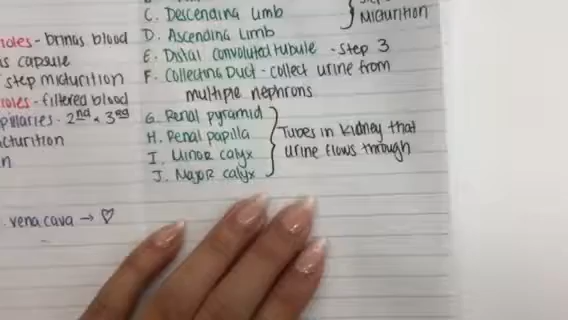 C. Descending Limb
Micturition
- brings blood
D. Ascending Limb
capsule
E. Distal convoluted tubule - Step 3
step micturition
F. Collecting Duct - collect urine from
multiple nephrons
- filtered blood
2nd & 3rd
G. Renal pyramid
H. Renal papilla
I. Minor calyx
J. Major calyx
Tubes in kidney that
urine flows through
vena cava → ♡